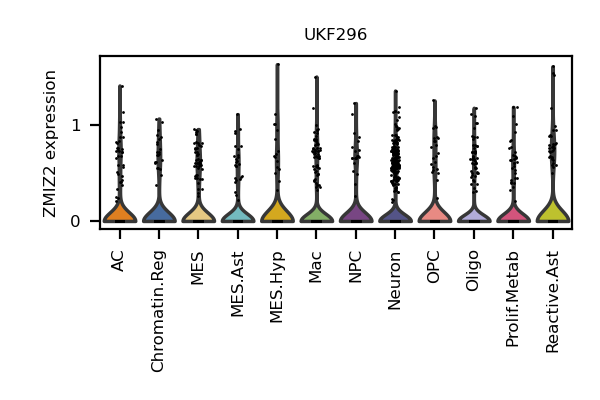 UKF296
ZMIZ2 expression
1
0
AC
Chromatin.Reg
MES
MES.Ast
MES.Hyp
Mac
NPC
Neuron
OPC
Oligo
Prolif.Metab
Reactive.Ast